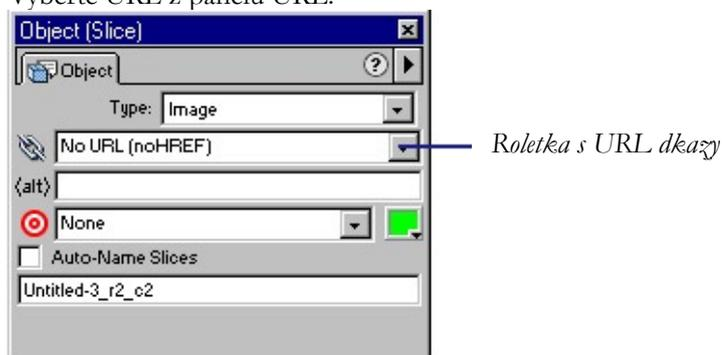 Vyberte URL z panelu URL.
Object (Slice)
Object
?
Type: Image
No URL (noHREF)
Roletka s URL dkazy
<alt>
None
Auto-Name Slices
Untitled-3_r2_c2